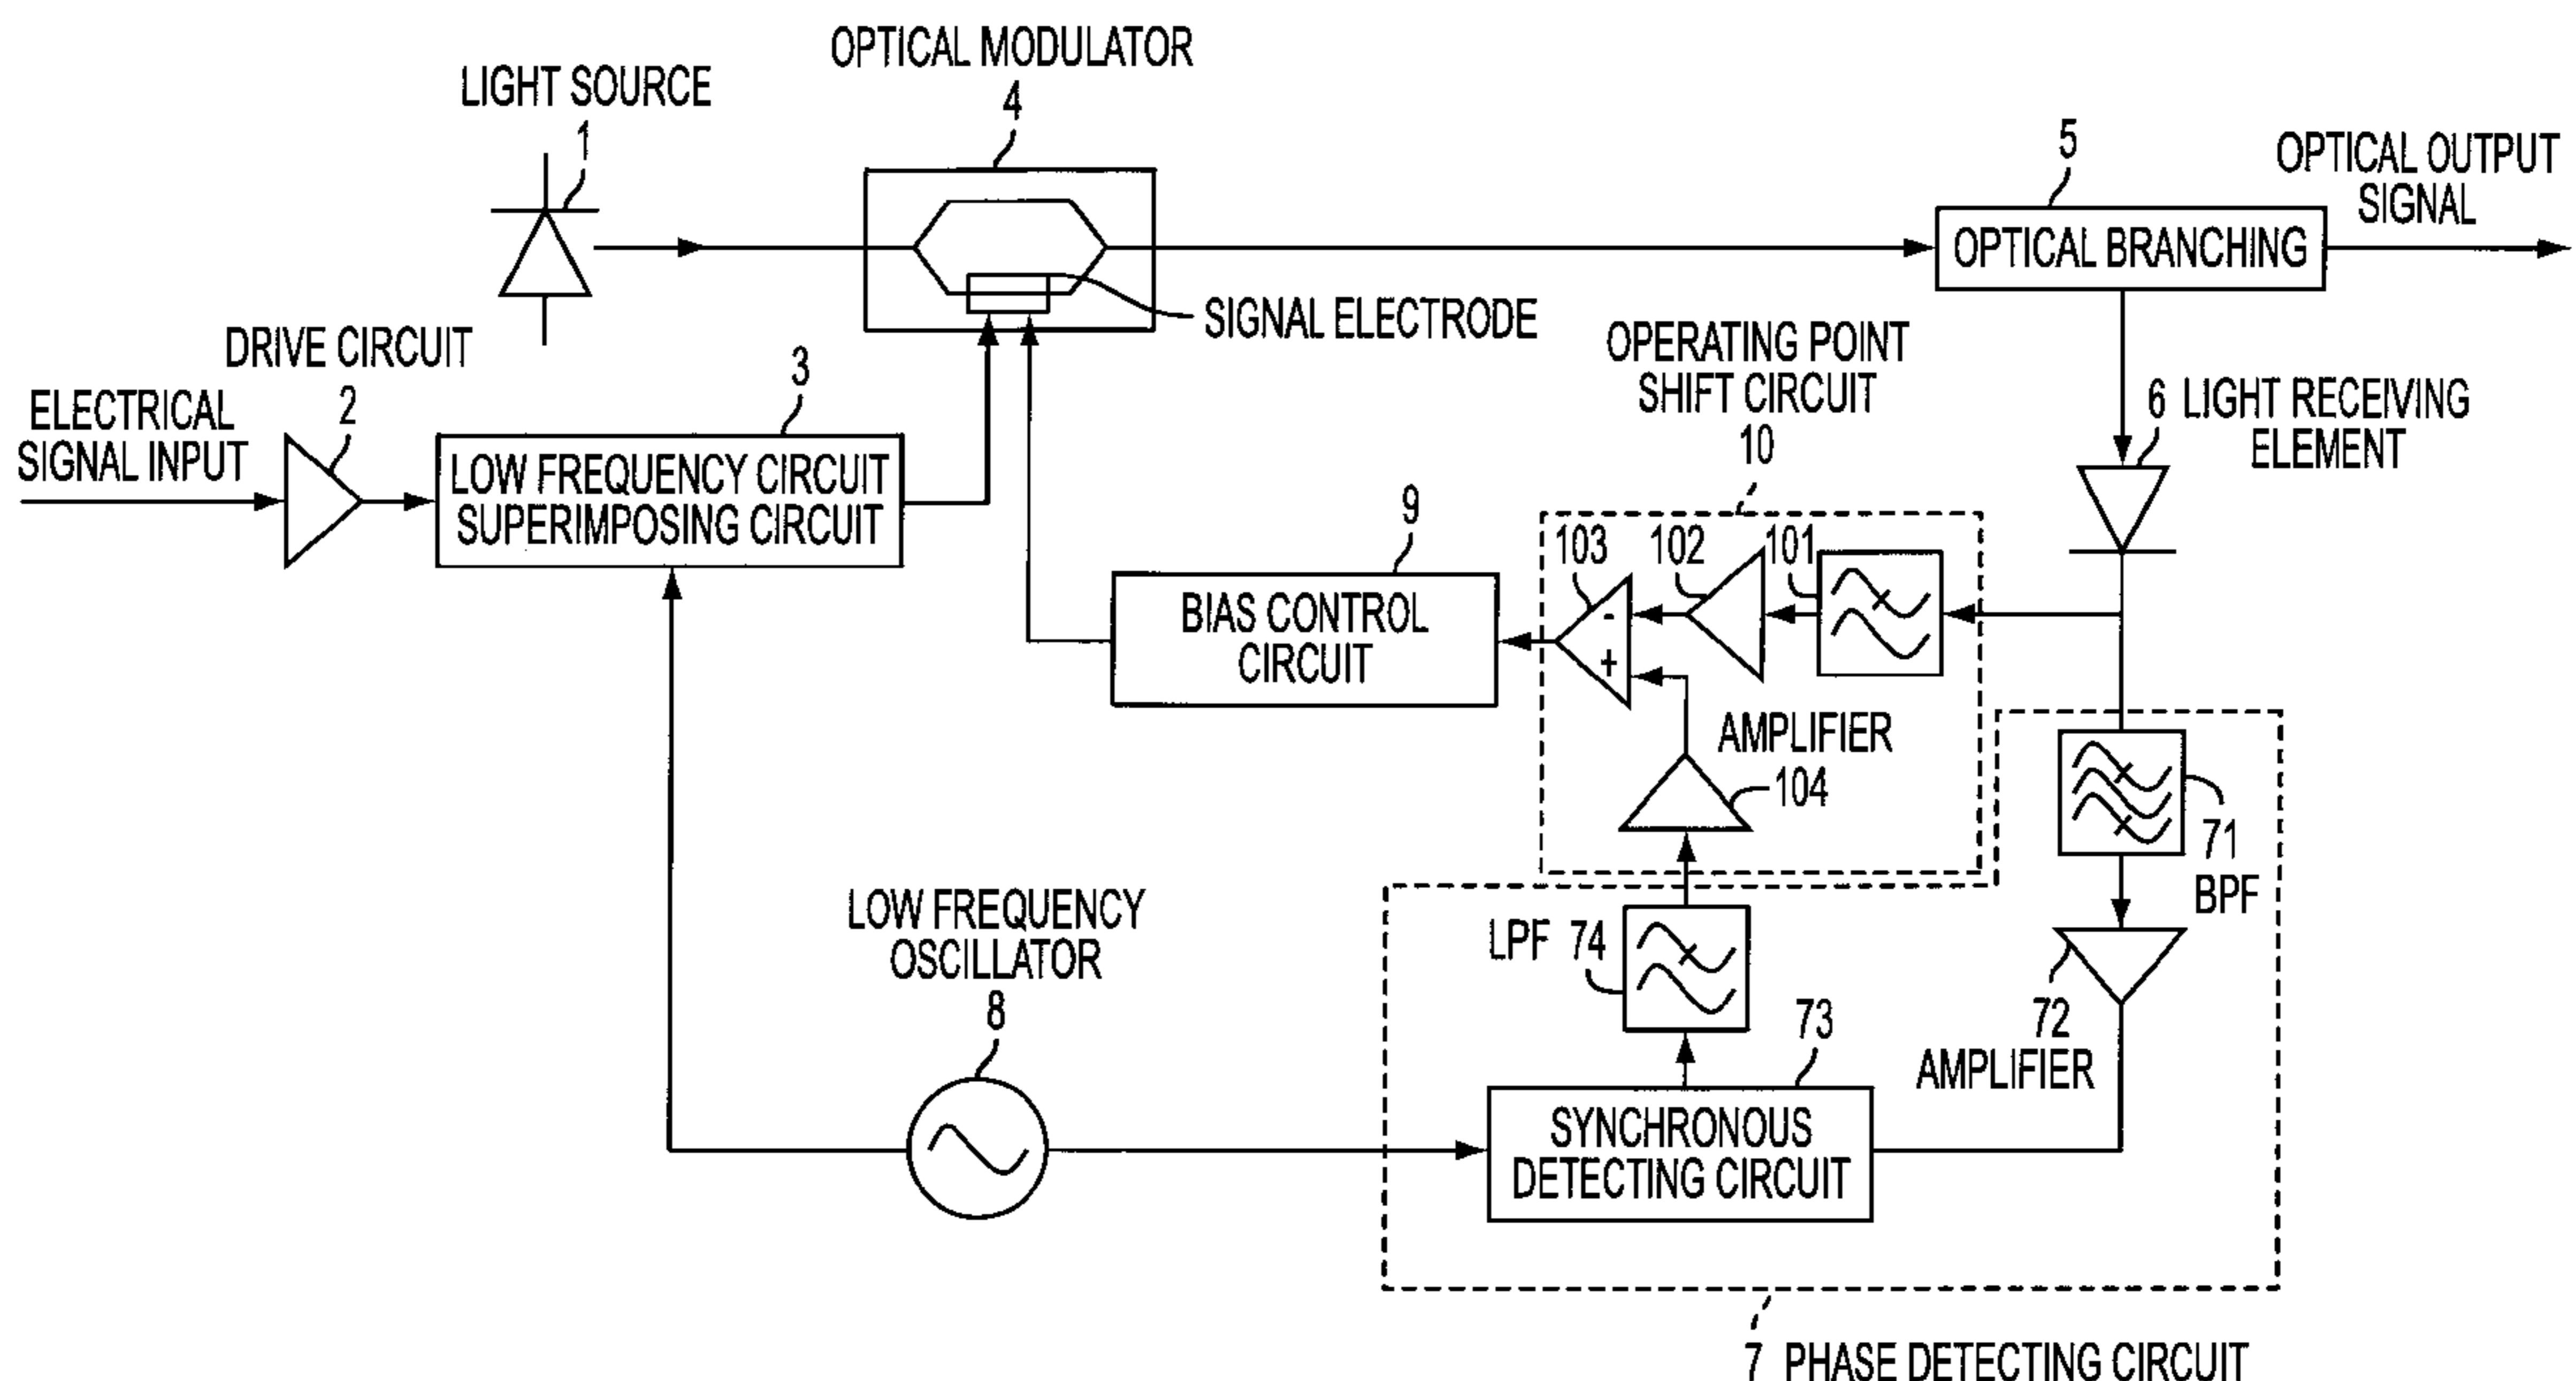 OPTICAL MODULATOR
4
LIGHT SOURCE
1
5
OPTICAL OUTPUT
SIGNAL
OPTICAL BRANCHING
SIGNAL ELECTRODE
DRIVE CIRCUIT
2
ELECTRICAL
SIGNAL INPUT
3
LOW FREQUENCY CIRCUIT
SUPERIMPOSING CIRCUIT
OPERATING POINT
SHIFT CIRCUIT
10
6 LIGHT RECEIVING
ELEMENT
9
BIAS CONTROL
CIRCUIT
103
102
101
-
+
AMPLIFIER
104
71
BPF
LOW FREQUENCY
OSCILLATOR
8
LPF 74
72
AMPLIFIER
73
SYNCHRONOUS
DETECTING CIRCUIT
7 PHASE DETECTING CIRCUIT